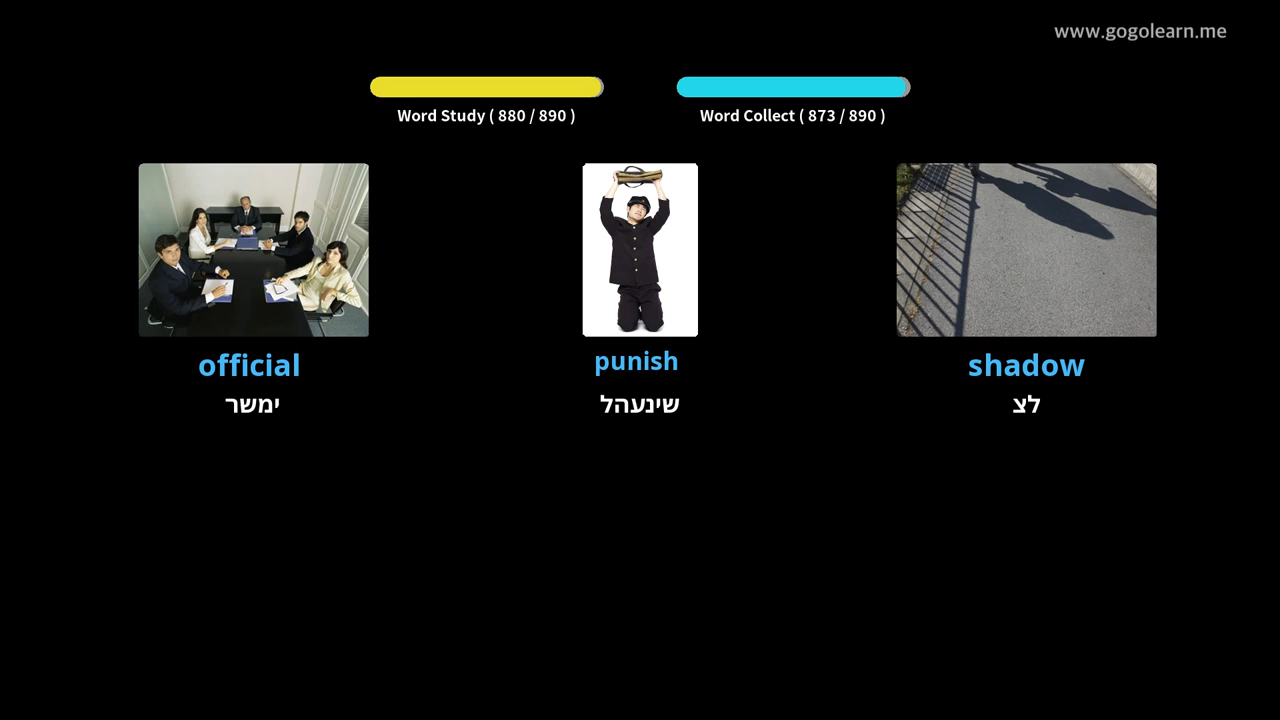 www.gogolearn.me
Word Study ( 880 / 890 )
Word Collect ( 873 / 890 )
official
ימשר
punish
שינעהל
shadow
לצ